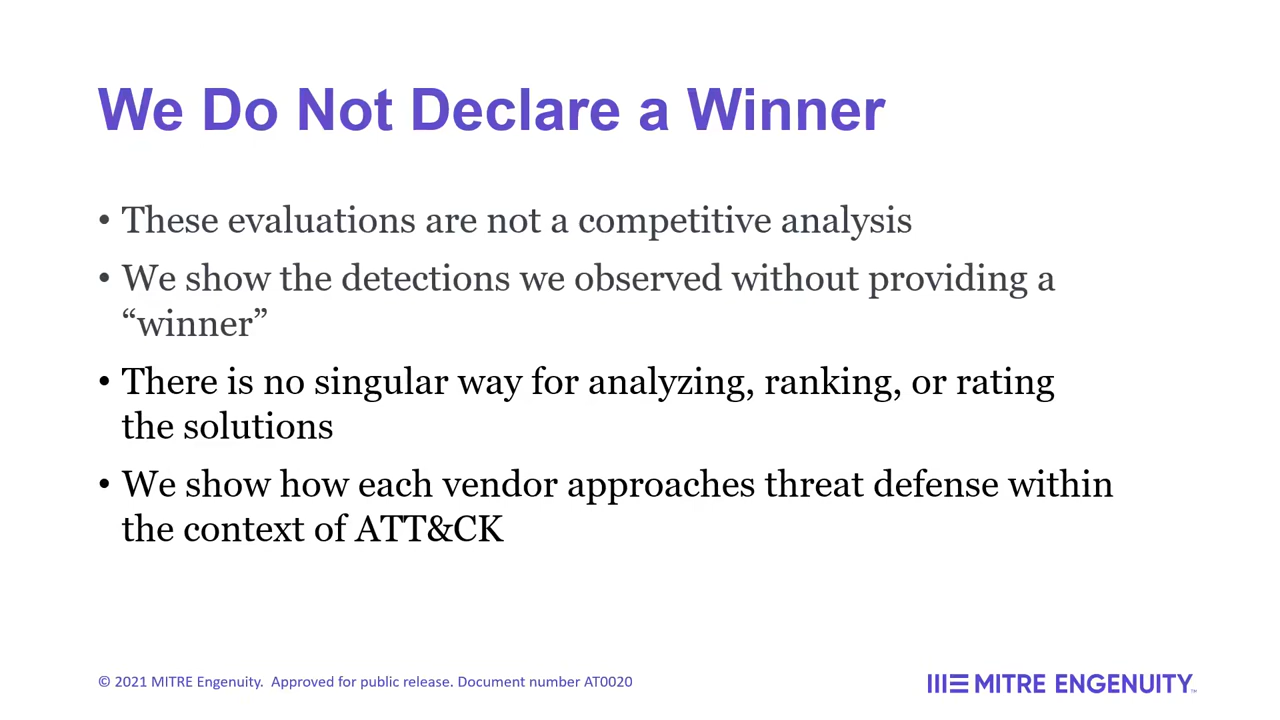 We Do Not Declare a Winner
• These evaluations are not a competitive analysis
• We show the detections we observed without providing a
“winner”
• There is no singular way for analyzing, ranking, or rating
the solutions
• We show how each vendor approaches threat defense within
the context of ATT&CK
© 2021 MITRE Engenuity. Approved for public release. Document number AT0020
MITRE ENGENUITY™